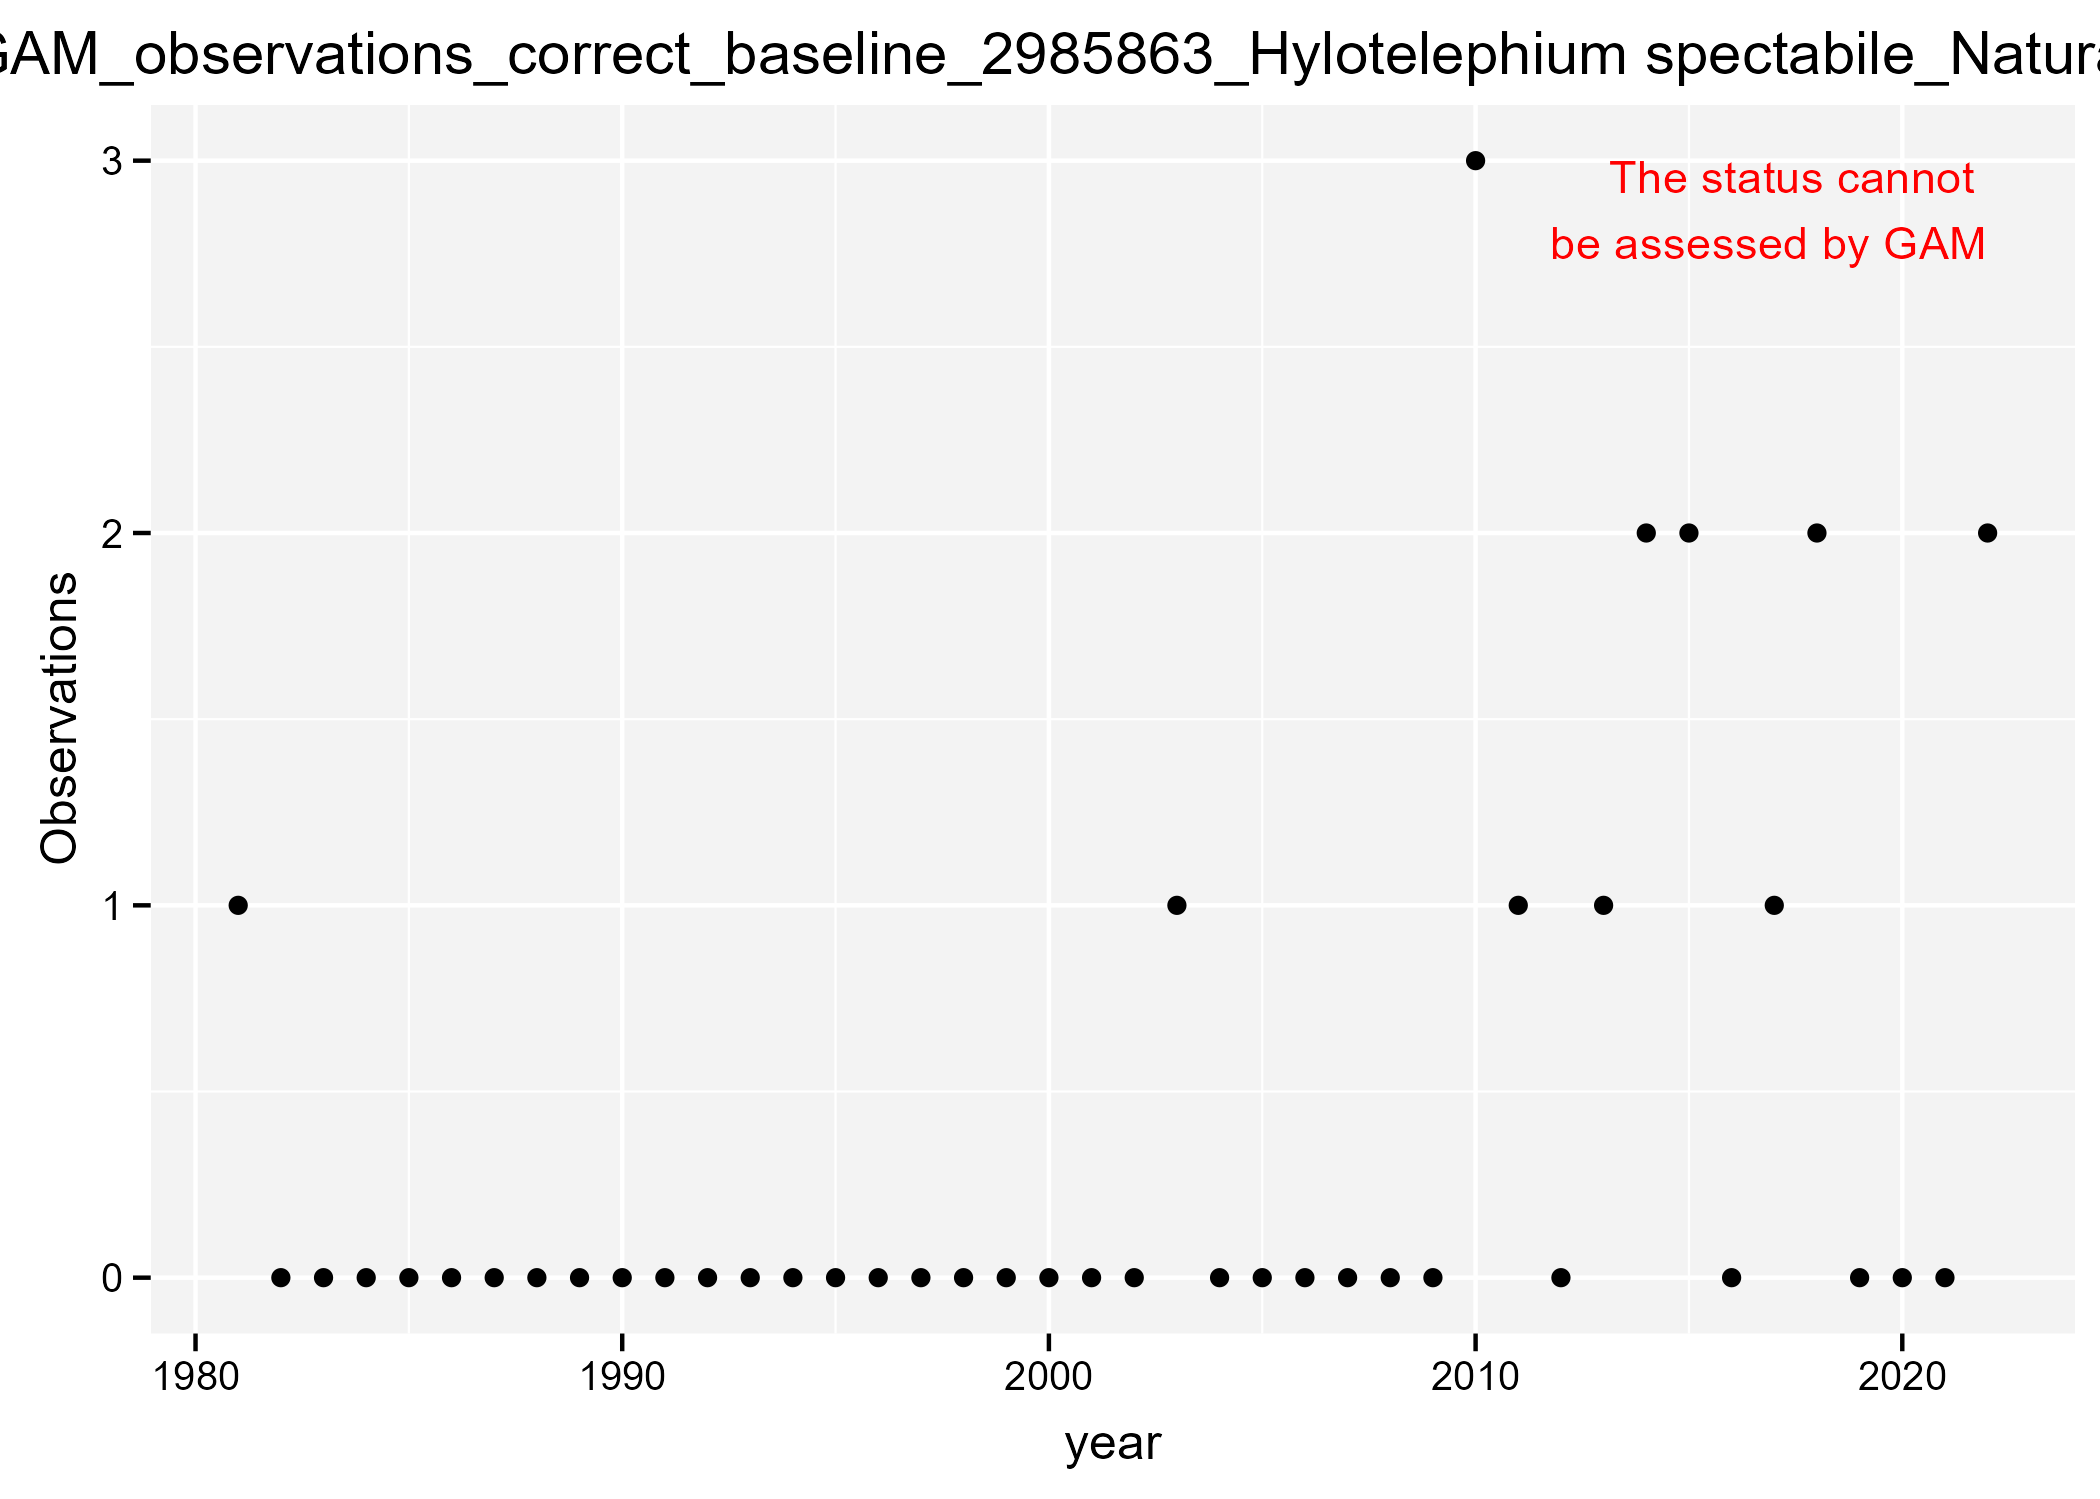 GAM_observations_correct_baseline_2985863_Hylotelephium spectabile_Natura
3
The status cannot
be assessed by GAM
2
Observations
1
0
1980 1990 2000 2010 2020
year